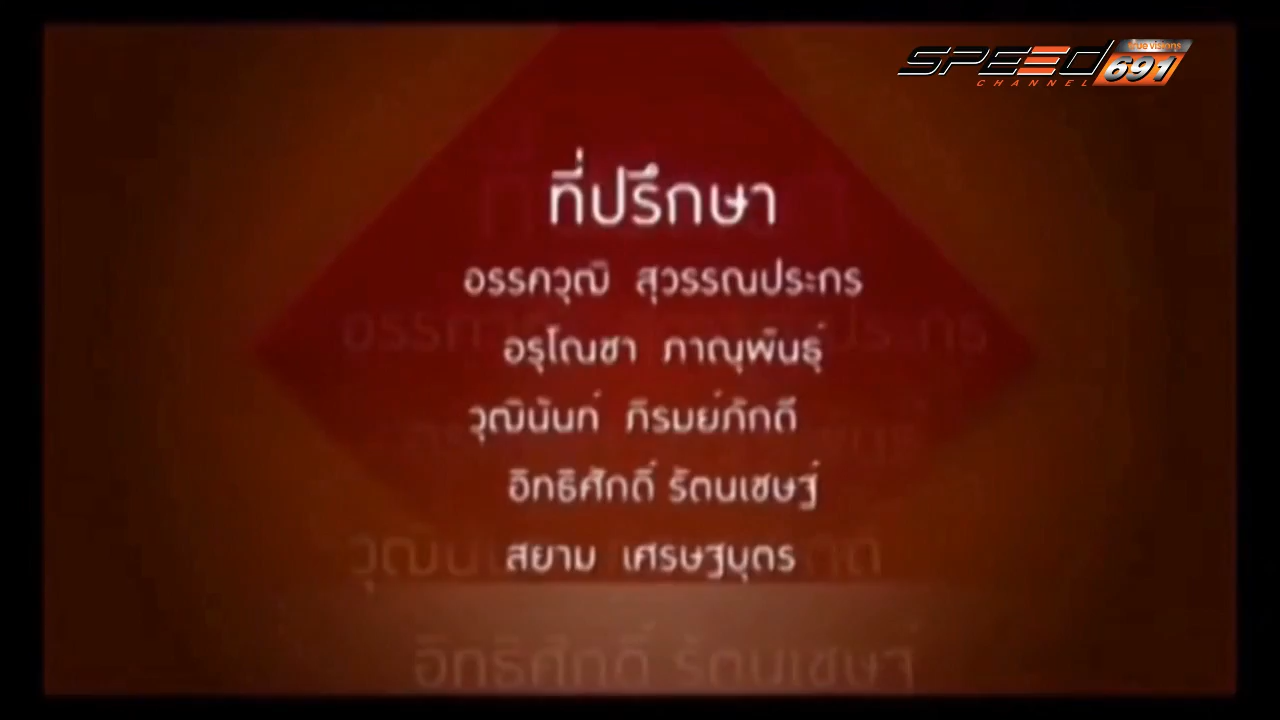 true visions
SPEED 691
CHANNEL
ที่ปรึกษา
อรรควุฒิ สุวรรณประกร
อรุโณชา ภาณุพันธุ์
วุฒินันท์ ภิรมย์ภักดี
อิทธิศักดิ์ รัตนเชษฐ์
สยาม เศรษฐบุตร